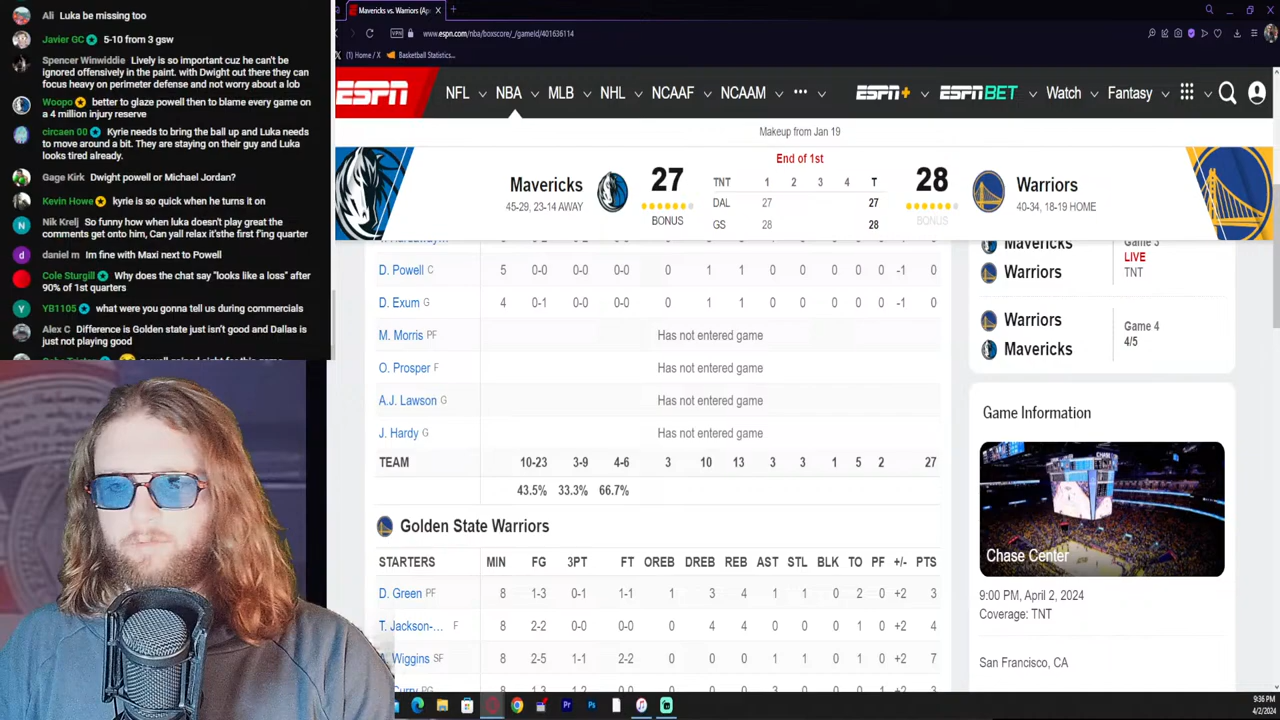 Ali Luka be missing too
Javier GC 5-10 from 3 gsw
Spencer Winwiddie Lively is so important cuz he can't be
ignored offensively in the paint. with Dwight out there they can
focus heavy on perimeter defense and not worry about a lob
Woopo better to glaze powell then to blame every game on
a 4 million injury reserve
circaen 00 Kyrie needs to bring the ball up and Luka needs
to move around a bit. They are staying on their guy and Luka
looks tired already.
Gage Kirk Dwight powell or Michael Jordan?
Kevin Howe kyrie is so quick when he turns it on
Nik Krelj So funny how when luka doesn't play great the
comments get onto him, Can yall relax it'sthe first f'ing quarter
daniel m Im fine with Maxi next to Powell
Cole Sturgill Why does the chat say "looks like a loss" after
90% of 1st quarters
YB1105 what were you gonna tell us during commercials
Alex C Difference is Golden state just isn't good and Dallas is
just not playing good
Mavericks vs. Warriors (Ap
VPN www.espn.com/nba/boxscore/_/gameId/401636114
(1) Home / X Basketball Statistics...
ESPN NFL NBA MLB NHL NCAAF NCAAM ESPN+ ESPN BET Watch Fantasy
Makeup from Jan 19
End of 1st
Mavericks 27 TNT 1 2 3 4 T 28 Warriors
45-29, 23-14 AWAY DAL 27 27 40-34, 18-19 HOME
BONUS GS 28 28 BONUS
D. Powell C 5 0-0 0-0 0-0 0 1 1 0 0 0 0 0 -1 0
D. Exum G 4 0-1 0-0 0-0 0 1 1 0 0 0 0 0 -1 0
M. Morris PF Has not entered game
O. Prosper F Has not entered game
A.J. Lawson G Has not entered game
J. Hardy G Has not entered game
TEAM 10-23 3-9 4-6 3 10 13 3 3 1 5 2 27
43.5% 33.3% 66.7%
Golden State Warriors
STARTERS MIN FG 3PT FT OREB DREB REB AST STL BLK TO PF +/- PTS
D. Green PF 8 1-3 0-1 1-1 1 3 4 1 1 0 2 0 +2 3
T. Jackson-... F 8 2-2 0-0 0-0 0 4 4 0 0 0 1 0 +2 4
Wiggins SF 8 2-5 1-1 2-2 0 0 0 1 1 0 1 0 +2 7
Mavericks Game 3
LIVE
Warriors TNT
Warriors Game 4
Mavericks 4/5
Game Information
Chase Center
9:00 PM, April 2, 2024
Coverage: TNT
San Francisco, CA
9:36 PM
4/2/2024